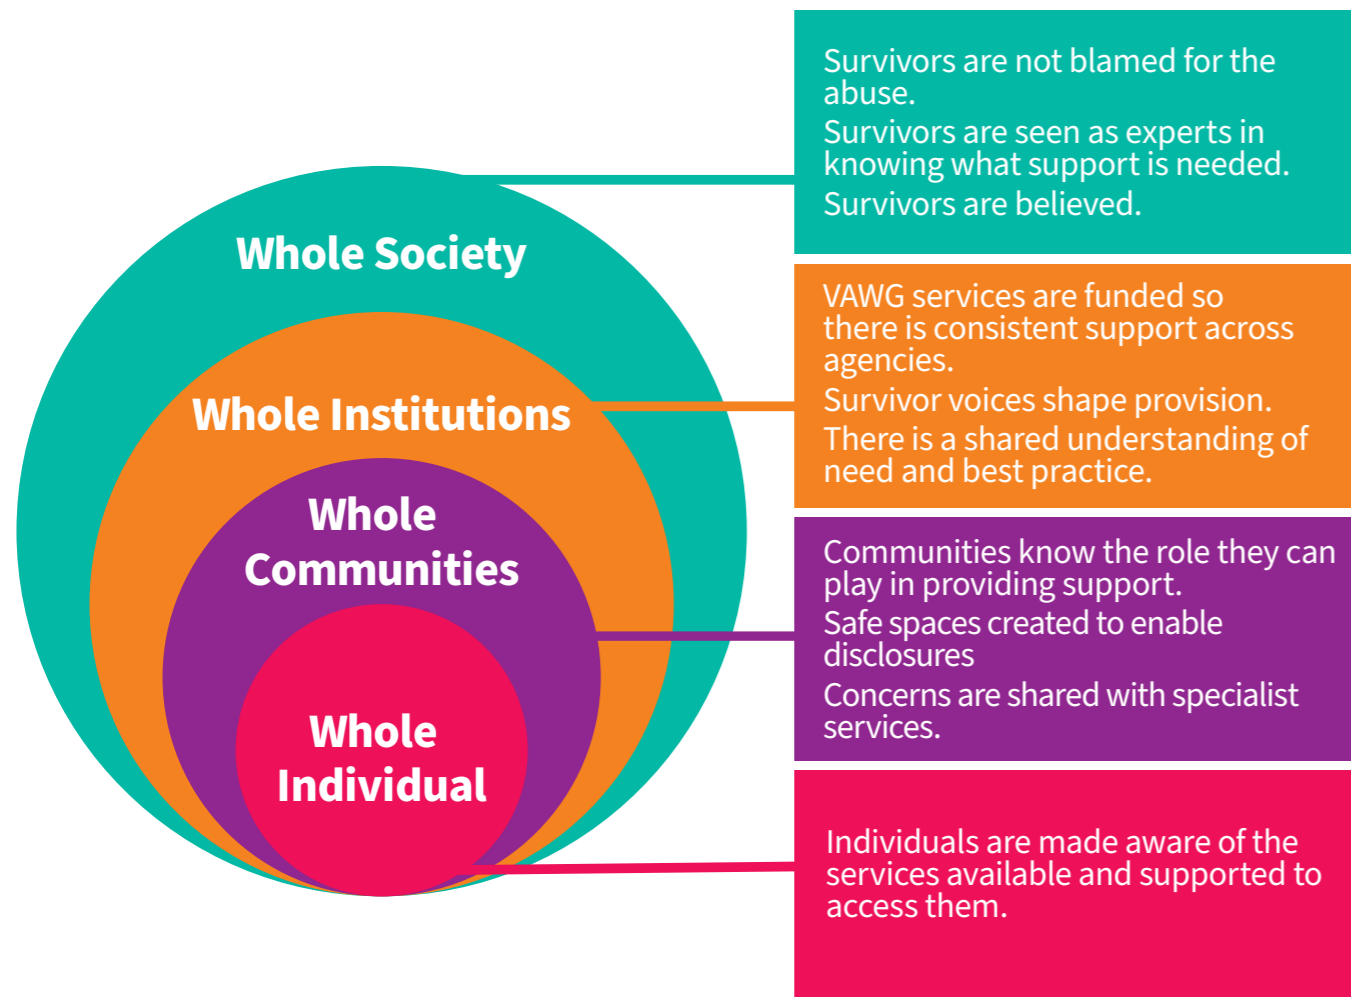 Whole Society
Whole Institutions
Whole
Communities
Whole
Individual
Survivors are not blamed for the
abuse.
Survivors are seen as experts in
knowing what support is needed.
Survivors are believed.
VAWG services are funded so
there is consistent support across
agencies.
Survivor voices shape provision.
There is a shared understanding of
need and best practice.
Communities know the role they can
play in providing support.
Safe spaces created to enable
disclosures
Concerns are shared with specialist
services.
Individuals are made aware of the
services available and supported to
access them.